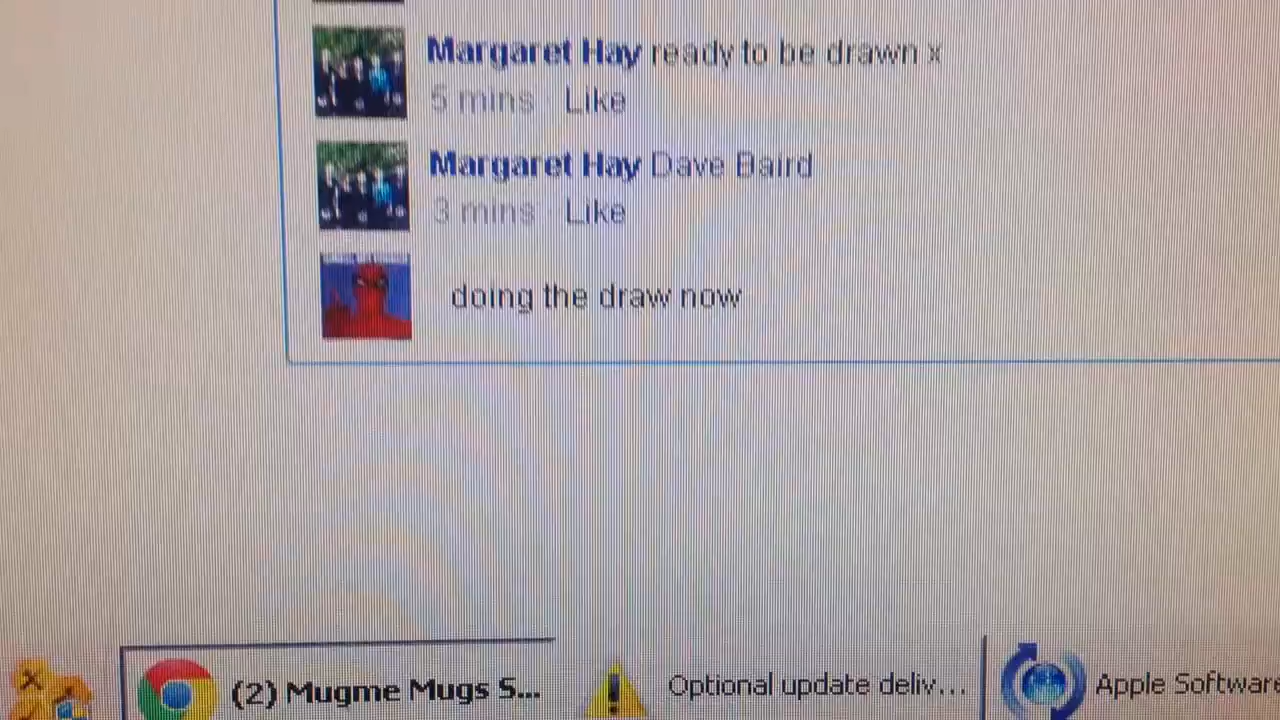 Margaret Hay ready to be drawn x
5 mins · Like
Margaret Hay Dave Baird
3 mins · Like
doing the draw now
(2) Mugme Mugs S...
Optional update deliv...
Apple Software